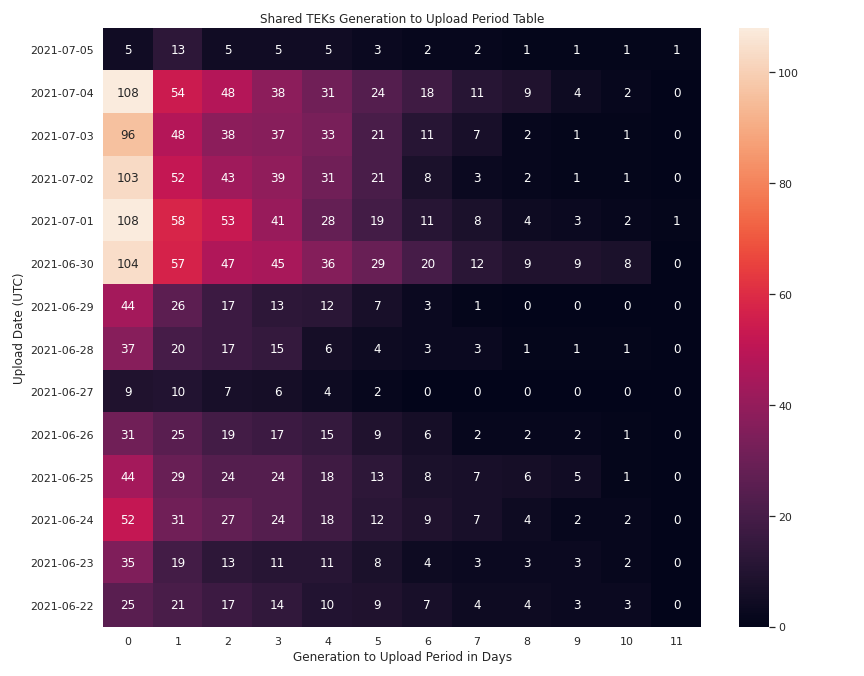 Shared TEKs Generation to Upload Period Table
Upload Date (UTC)
2021-07-05 5 13 5 5 5 3 2 2 1 1 1 1
2021-07-04 108 54 48 38 31 24 18 11 9 4 2 0
2021-07-03 96 48 38 37 33 21 11 7 2 1 1 0
2021-07-02 103 52 43 39 31 21 8 3 2 1 1 0
2021-07-01 108 58 53 41 28 19 11 8 4 3 2 1
2021-06-30 104 57 47 45 36 29 20 12 9 9 8 0
2021-06-29 44 26 17 13 12 7 3 1 0 0 0 0
2021-06-28 37 20 17 15 6 4 3 3 1 1 1 0
2021-06-27 9 10 7 6 4 2 0 0 0 0 0 0
2021-06-26 31 25 19 17 15 9 6 2 2 2 1 0
2021-06-25 44 29 24 24 18 13 8 7 6 5 1 0
2021-06-24 52 31 27 24 18 12 9 7 4 2 2 0
2021-06-23 35 19 13 11 11 8 4 3 3 3 2 0
2021-06-22 25 21 17 14 10 9 7 4 4 3 3 0
0 1 2 3 4 5 6 7 8 9 10 11
Generation to Upload Period in Days
100
80
60
40
20
0